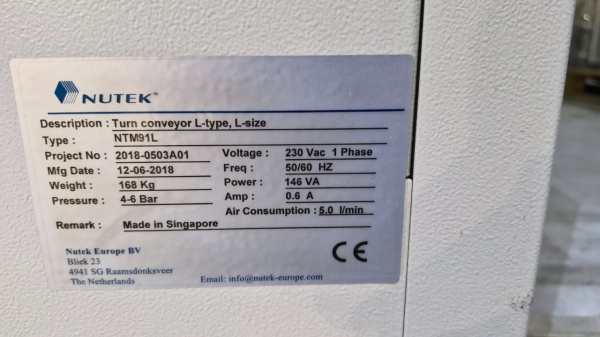 NUTEK
Description : Turn conveyor L-type, L-size
Type : NTM91L
Project No : 2018-0503A01 Voltage : 230 Vac 1 Phase
Mfg Date : 12-06-2018 Freq : 50/60 HZ
Weight : 168 Kg Power : 146 VA
Pressure : 4-6 Bar Amp : 0.6 A
Air Consumption : 5.0 l/min
Remark : Made in Singapore
Nutek Europe BV
Bliek 23
4941 SG Raamsdonksveer
The Netherlands Email: info@nutek-europe.com
CE